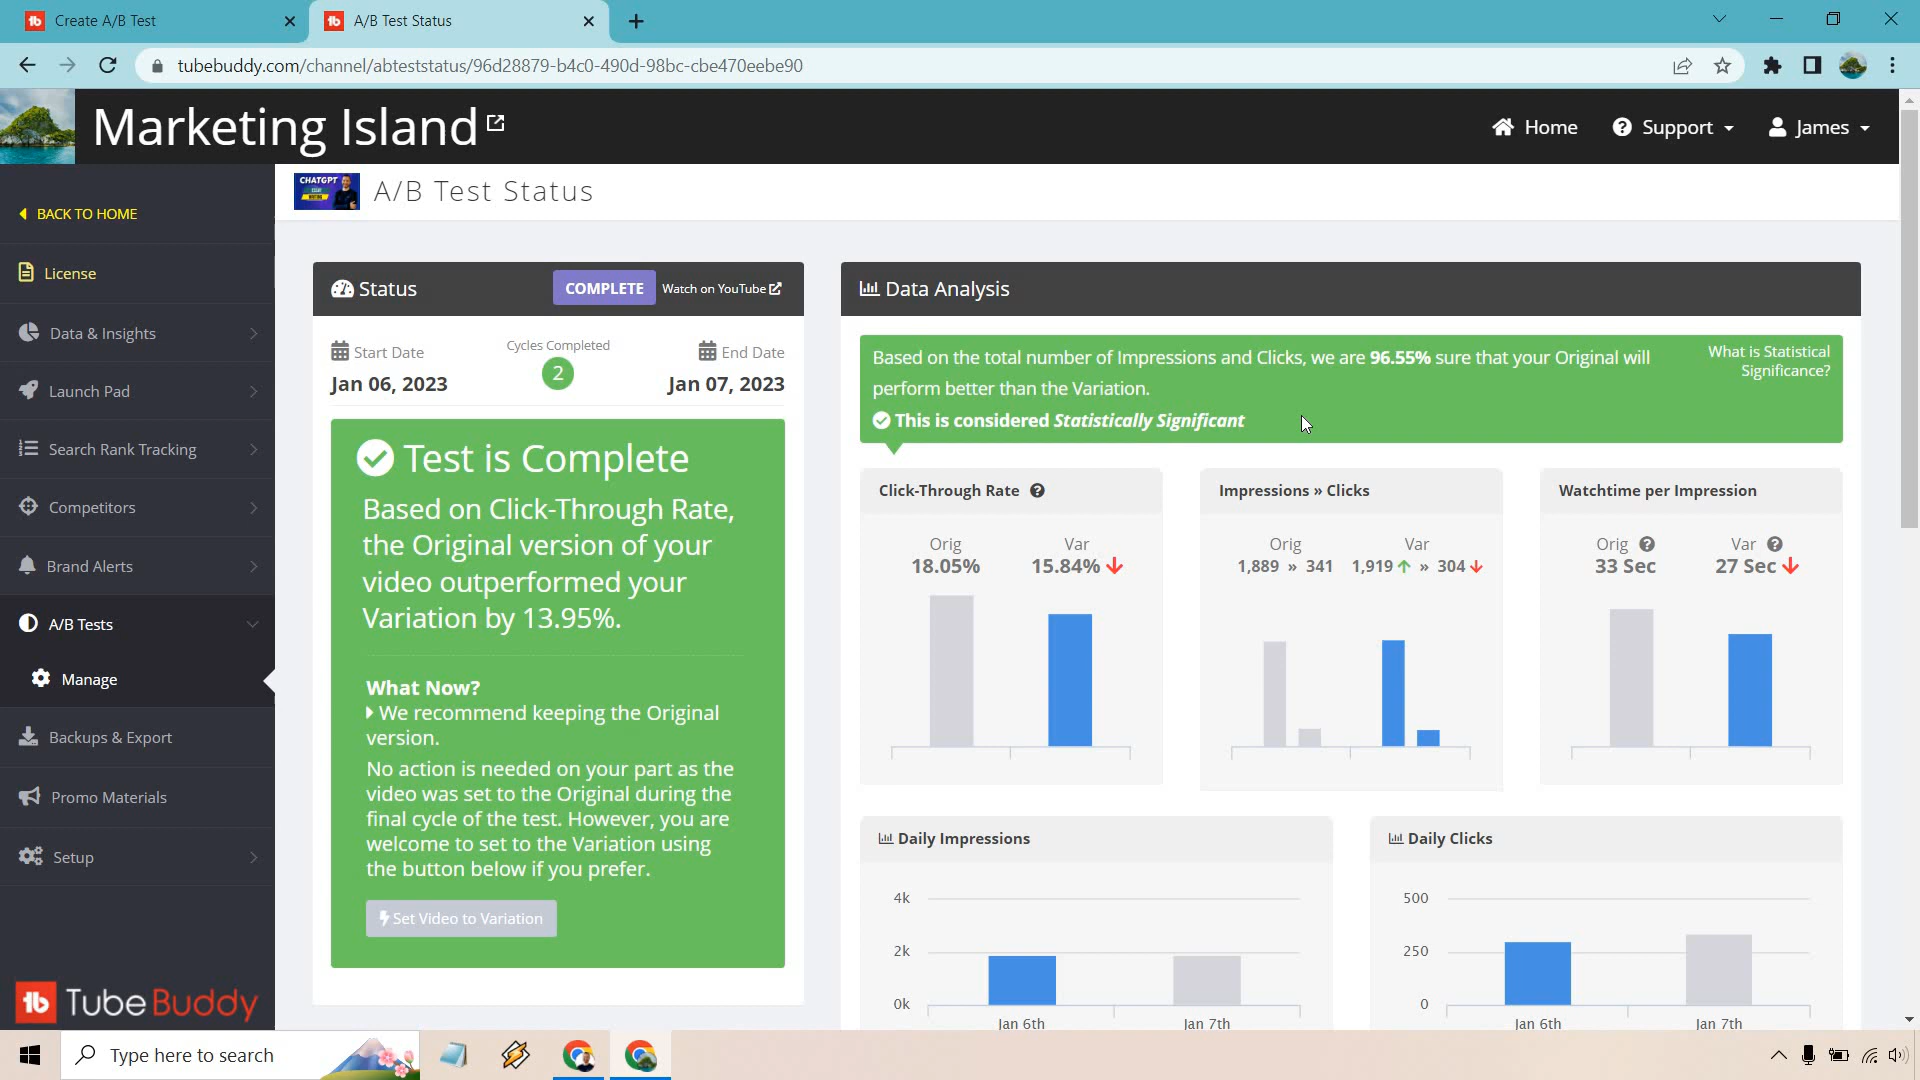 Create A/B Test
A/B Test Status
tubebuddy.com/channel/abteststatus/96d28879-b4c0-490d-98bc-cbe470eebe90
Marketing Island
Home
Support
James
BACK TO HOME
License
Data & Insights
Launch Pad
Search Rank Tracking
Competitors
Brand Alerts
A/B Tests
Manage
Backups & Export
Promo Materials
Setup
TubeBuddy
CHATGPT
A/B Test Status
Status
COMPLETE
Watch on YouTube
Start Date
Jan 06, 2023
Cycles Completed
2
End Date
Jan 07, 2023
Test is Complete
Based on Click-Through Rate,
the Original version of your
video outperformed your
Variation by 13.95%.
What Now?
We recommend keeping the Original
version.
No action is needed on your part as the
video was set to the Original during the
final cycle of the test. However, you are
welcome to set to the Variation using
the button below if you prefer.
Set Video to Variation
Data Analysis
Based on the total number of Impressions and Clicks, we are 96.55% sure that your Original will
perform better than the Variation.
This is considered Statistically Significant
What is Statistical
Significance?
Click-Through Rate
Orig
18.05%
Var
15.84%
Impressions » Clicks
Orig
1,889 » 341
Var
1,919 » 304
Watchtime per Impression
Orig
33 Sec
Var
27 Sec
Daily Impressions
4k
2k
0k
Jan 6th
Jan 7th
Daily Clicks
500
250
0
Jan 6th
Jan 7th
Type here to search